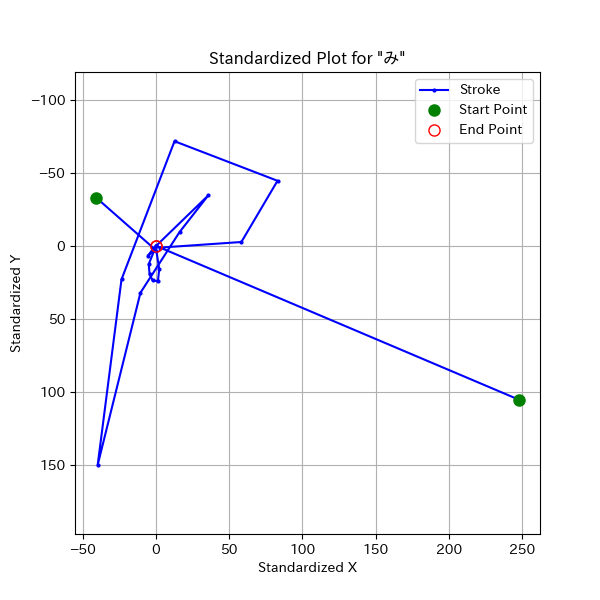 Standardized Plot for "み"
Stroke
Start Point
End Point
Standardized Y
−100
−50
0
50
100
150
−50
0
50
100
150
200
250
Standardized X